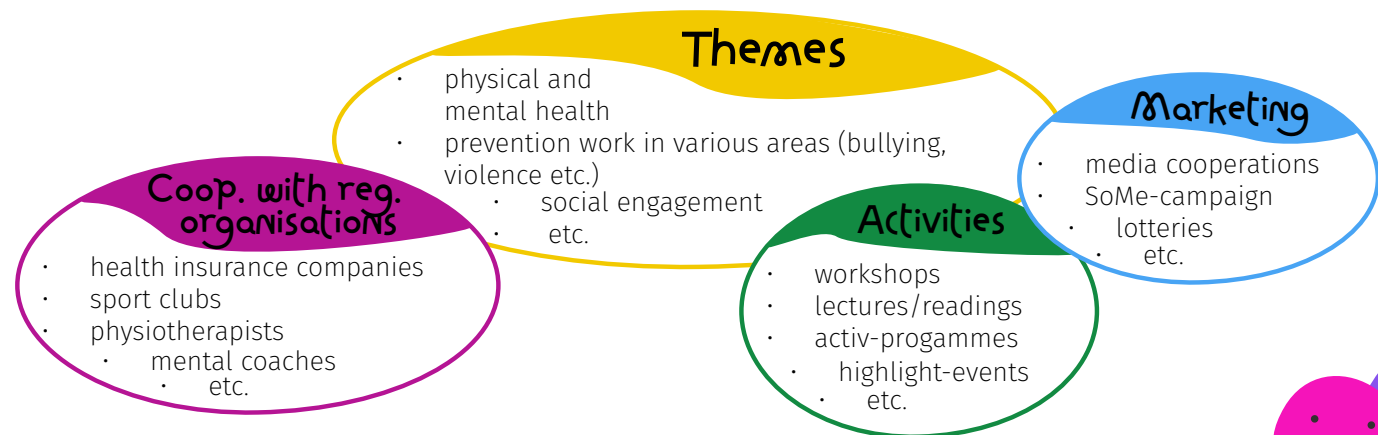 Themes
· physical and
mental health
· prevention work in various areas (bullying,
violence etc.)
· social engagement
· etc.
Marketing
· media cooperations
· SoMe-campaign
· lotteries
· etc.
Coop. with reg.
organisations
· health insurance companies
· sport clubs
· physiotherapists
· mental coaches
· etc.
Activities
· workshops
· lectures/readings
· activ-progammes
· highlight-events
· etc.